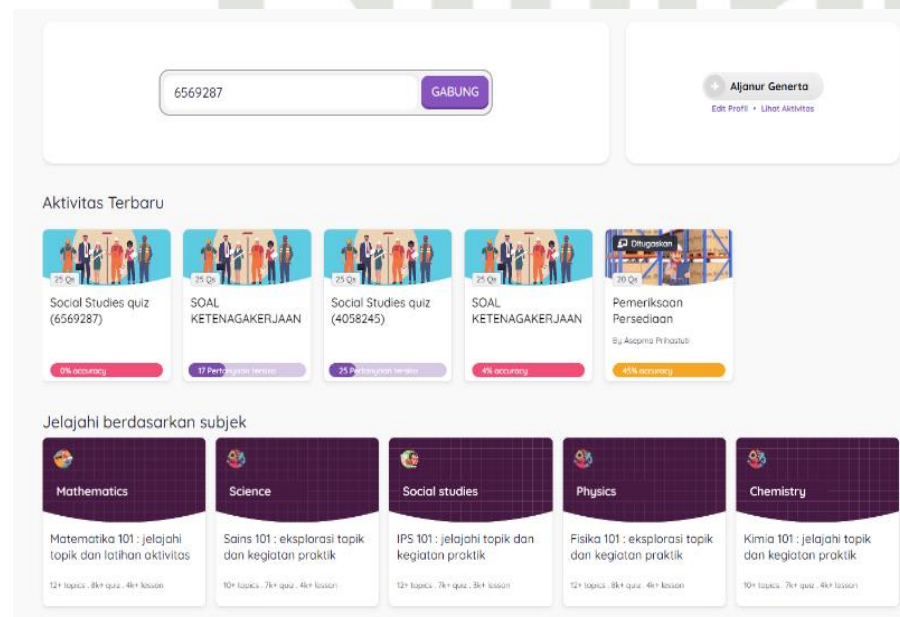 6569287
GABUNG
Aljanur Generta
Edit Profil • Lihat Aktivitas
Aktivitas Terbaru
25 Qs
Social Studies quiz
(6569287)
0% accuracy
25 Qs
SOAL
KETENAGAKERJAAN
17 Pertanyaan tersisa
25 Qs
Social Studies quiz
(4058245)
25 Pertanyaan tersisa
25 Qs
SOAL
KETENAGAKERJAAN
4% accuracy
Ditugaskan
20 Qs
Pemeriksaan
Persediaan
By Aseprna Prihastuti
45% accuracy
Jelajahi berdasarkan subjek
Mathematics
Matematika 101 : jelajahi
topik dan latihan aktivitas
12+ topics . 8k+ quiz . 4k+ lesson
Science
Sains 101 : eksplorasi topik
dan kegiatan praktik
10+ topics . 7k+ quiz . 4k+ lesson
Social studies
IPS 101 : jelajahi topik dan
kegiatan praktik
12+ topics . 7k+ quiz . 3k+ lesson
Physics
Fisika 101 : eksplorasi topik
dan kegiatan praktik
12+ topics . 8k+ quiz . 4k+ lesson
Chemistry
Kimia 101 : jelajahi topik
dan kegiatan praktik
10+ topics . 7k+ quiz . 4k+ lesson